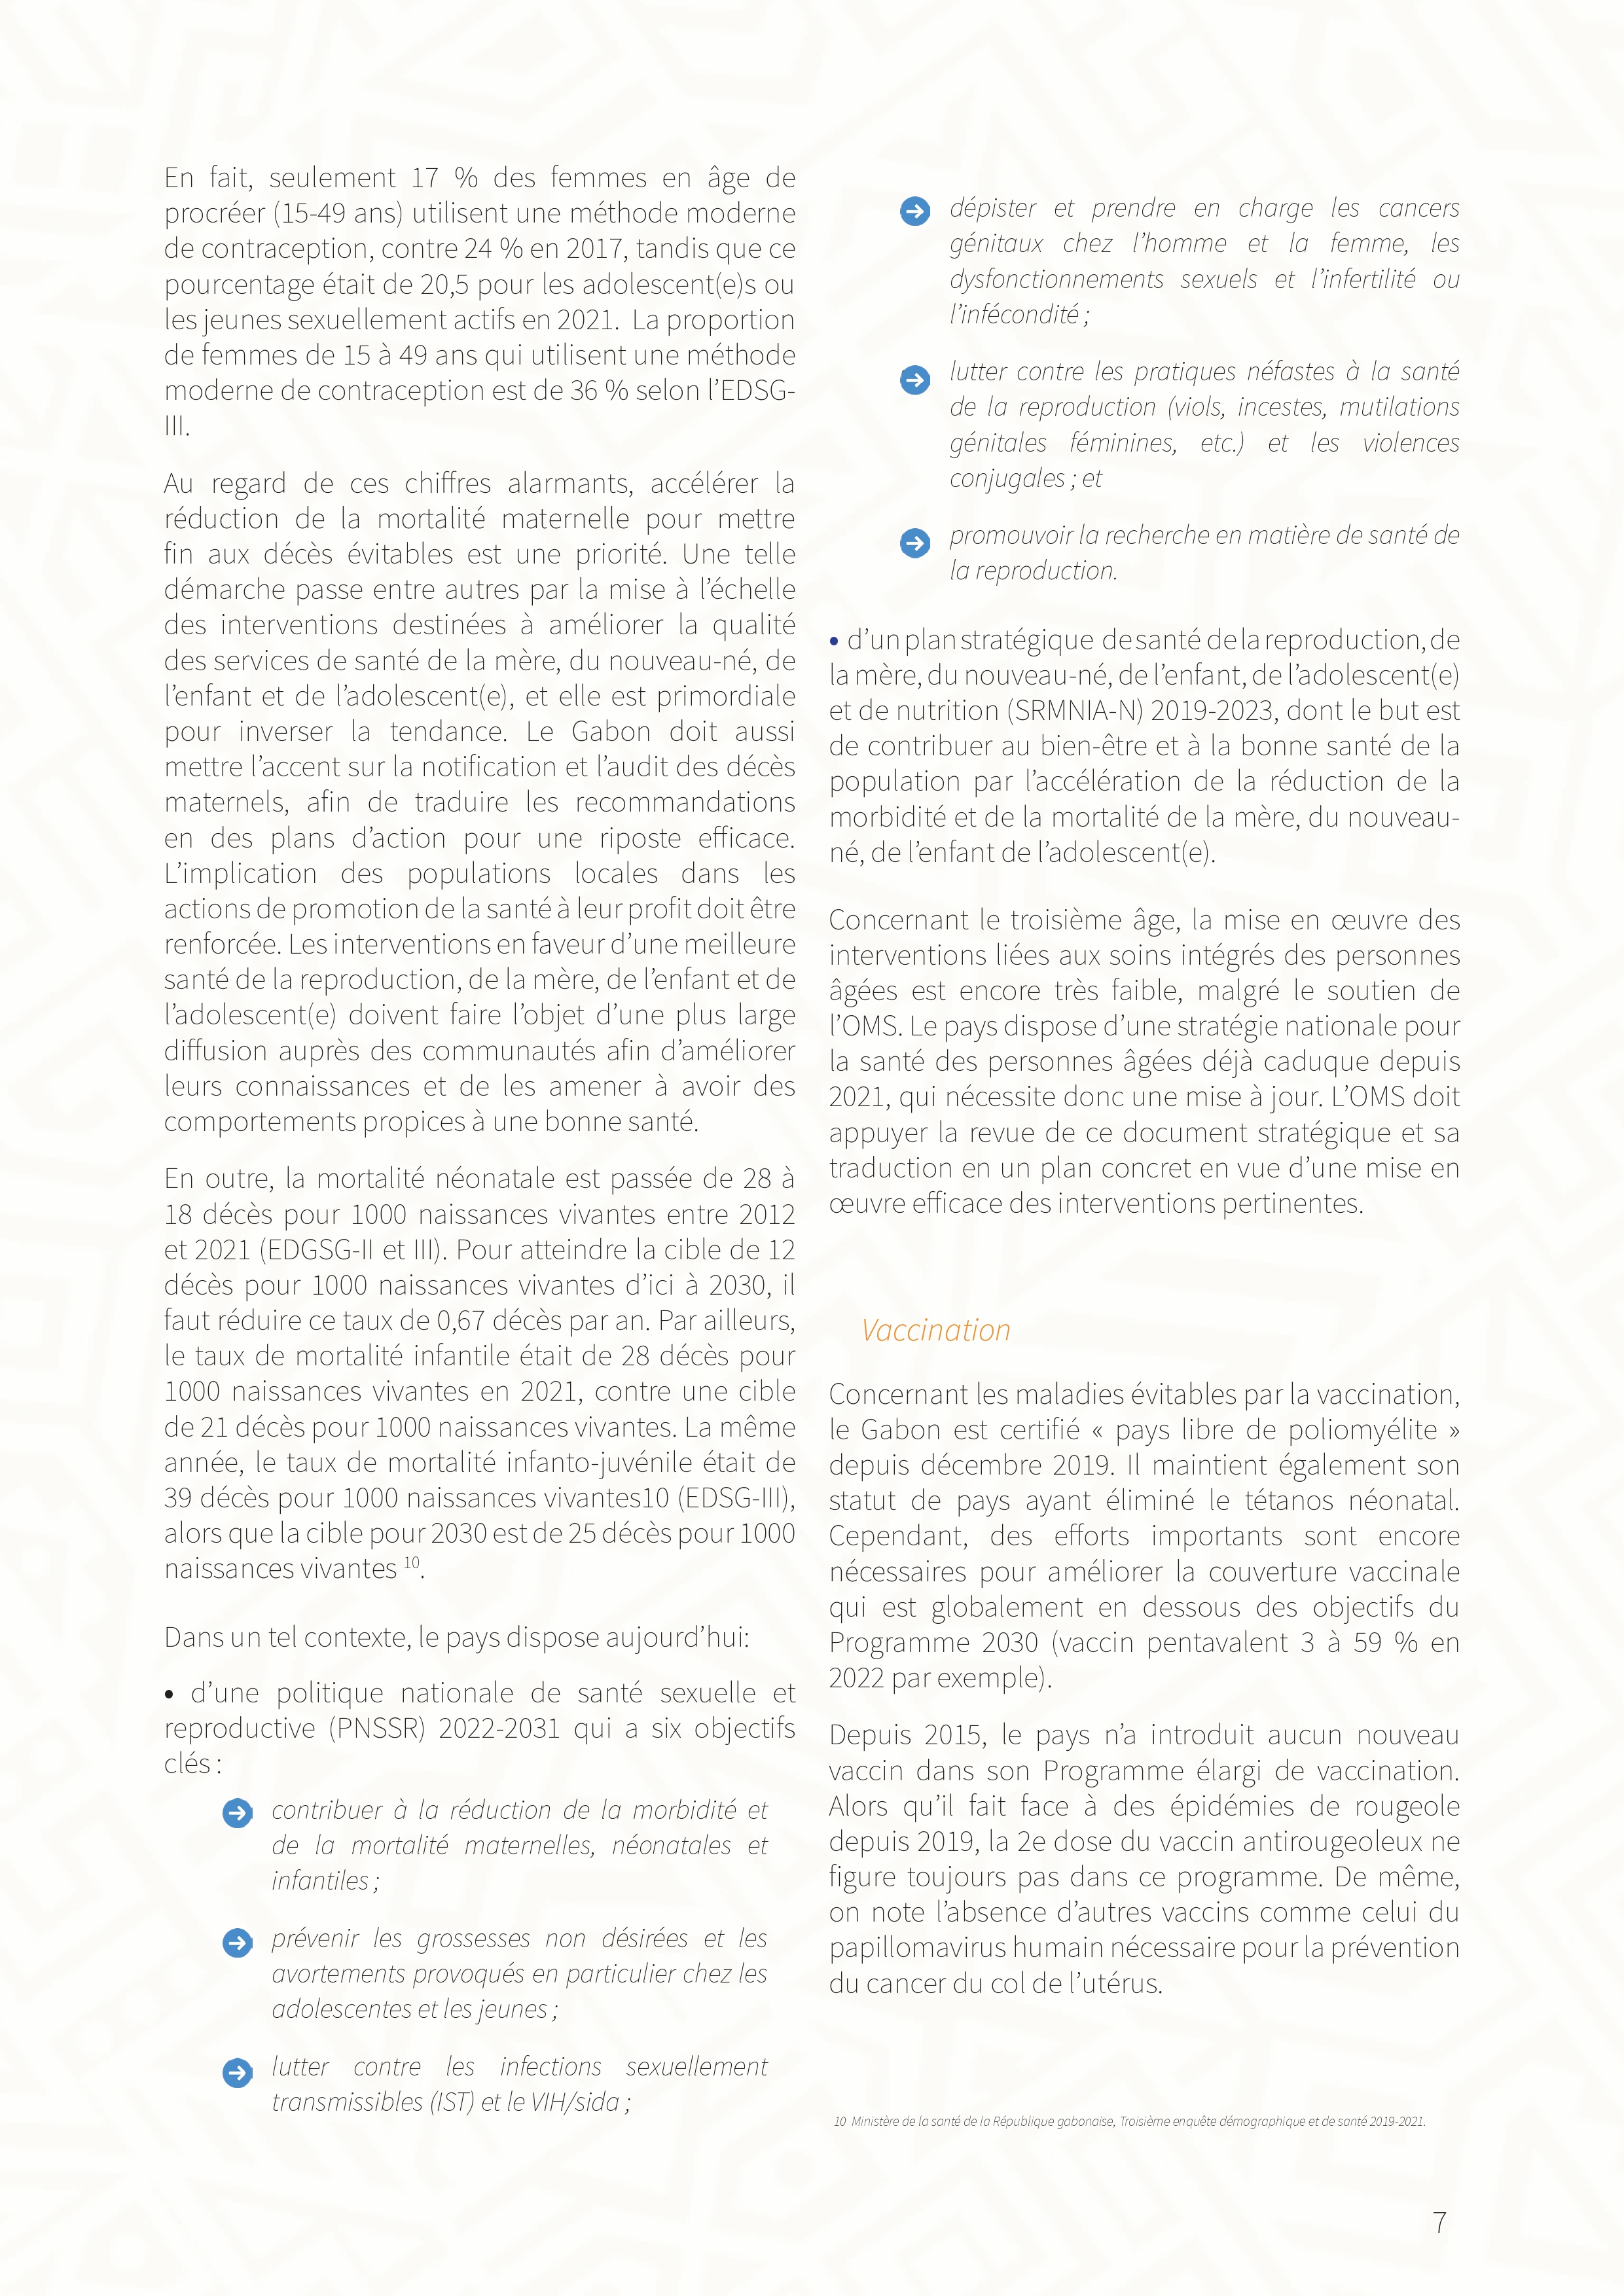 En fait, seulement 17 % des femmes en âge de
procréer (15-49 ans) utilisent une méthode moderne
de contraception, contre 24 % en 2017, tandis que ce
pourcentage était de 20,5 pour les adolescent(e)s ou
les jeunes sexuellement actifs en 2021. La proportion
de femmes de 15 à 49 ans qui utilisent une méthode
moderne de contraception est de 36 % selon l’EDSG-
III.
Au regard de ces chiffres alarmants, accélérer la
réduction de la mortalité maternelle pour mettre
fin aux décès évitables est une priorité. Une telle
démarche passe entre autres par la mise à l’échelle
des interventions destinées à améliorer la qualité
des services de santé de la mère, du nouveau-né, de
l’enfant et de l’adolescent(e), et elle est primordiale
pour inverser la tendance. Le Gabon doit aussi
mettre l’accent sur la notification et l’audit des décès
maternels, afin de traduire les recommandations
en des plans d’action pour une riposte efficace.
L’implication des populations locales dans les
actions de promotion de la santé à leur profit doit être
renforcée. Les interventions en faveur d’une meilleure
santé de la reproduction, de la mère, de l’enfant et de
l’adolescent(e) doivent faire l’objet d’une plus large
diffusion auprès des communautés afin d’améliorer
leurs connaissances et de les amener à avoir des
comportements propices à une bonne santé.
En outre, la mortalité néonatale est passée de 28 à
18 décès pour 1000 naissances vivantes entre 2012
et 2021 (EDGSG-II et III). Pour atteindre la cible de 12
décès pour 1000 naissances vivantes d’ici à 2030, il
faut réduire ce taux de 0,67 décès par an. Par ailleurs,
le taux de mortalité infantile était de 28 décès pour
1000 naissances vivantes en 2021, contre une cible
de 21 décès pour 1000 naissances vivantes. La même
année, le taux de mortalité infanto-juvénile était de
39 décès pour 1000 naissances vivantes10 (EDSG-III),
alors que la cible pour 2030 est de 25 décès pour 1000
naissances vivantes 10.
Dans un tel contexte, le pays dispose aujourd’hui:
• d’une politique nationale de santé sexuelle et
reproductive (PNSSR) 2022-2031 qui a six objectifs
clés :
contribuer à la réduction de la morbidité et
de la mortalité maternelles, néonatales et
infantiles ;
prévenir les grossesses non désirées et les
avortements provoqués en particulier chez les
adolescentes et les jeunes ;
lutter contre les infections sexuellement
transmissibles (IST) et le VIH/sida ;
dépister et prendre en charge les cancers
génitaux chez l’homme et la femme, les
dysfonctionnements sexuels et l’infertilité ou
l’infécondité ;
lutter contre les pratiques néfastes à la santé
de la reproduction (viols, incestes, mutilations
génitales féminines, etc.) et les violences
conjugales ; et
promouvoir la recherche en matière de santé de
la reproduction.
• d’un plan stratégique de santé de la reproduction, de
la mère, du nouveau-né, de l’enfant, de l’adolescent(e)
et de nutrition (SRMNIA-N) 2019-2023, dont le but est
de contribuer au bien-être et à la bonne santé de la
population par l’accélération de la réduction de la
morbidité et de la mortalité de la mère, du nouveau-
né, de l’enfant de l’adolescent(e).
Concernant le troisième âge, la mise en œuvre des
interventions liées aux soins intégrés des personnes
âgées est encore très faible, malgré le soutien de
l’OMS. Le pays dispose d’une stratégie nationale pour
la santé des personnes âgées déjà caduque depuis
2021, qui nécessite donc une mise à jour. L’OMS doit
appuyer la revue de ce document stratégique et sa
traduction en un plan concret en vue d’une mise en
œuvre efficace des interventions pertinentes.
Vaccination
Concernant les maladies évitables par la vaccination,
le Gabon est certifié « pays libre de poliomyélite »
depuis décembre 2019. Il maintient également son
statut de pays ayant éliminé le tétanos néonatal.
Cependant, des efforts importants sont encore
nécessaires pour améliorer la couverture vaccinale
qui est globalement en dessous des objectifs du
Programme 2030 (vaccin pentavalent 3 à 59 % en
2022 par exemple).
Depuis 2015, le pays n’a introduit aucun nouveau
vaccin dans son Programme élargi de vaccination.
Alors qu’il fait face à des épidémies de rougeole
depuis 2019, la 2e dose du vaccin antirougeoleux ne
figure toujours pas dans ce programme. De même,
on note l’absence d’autres vaccins comme celui du
papillomavirus humain nécessaire pour la prévention
du cancer du col de l’utérus.
10 Ministère de la santé de la République gabonaise, Troisième enquête démographique et de santé 2019-2021.
7